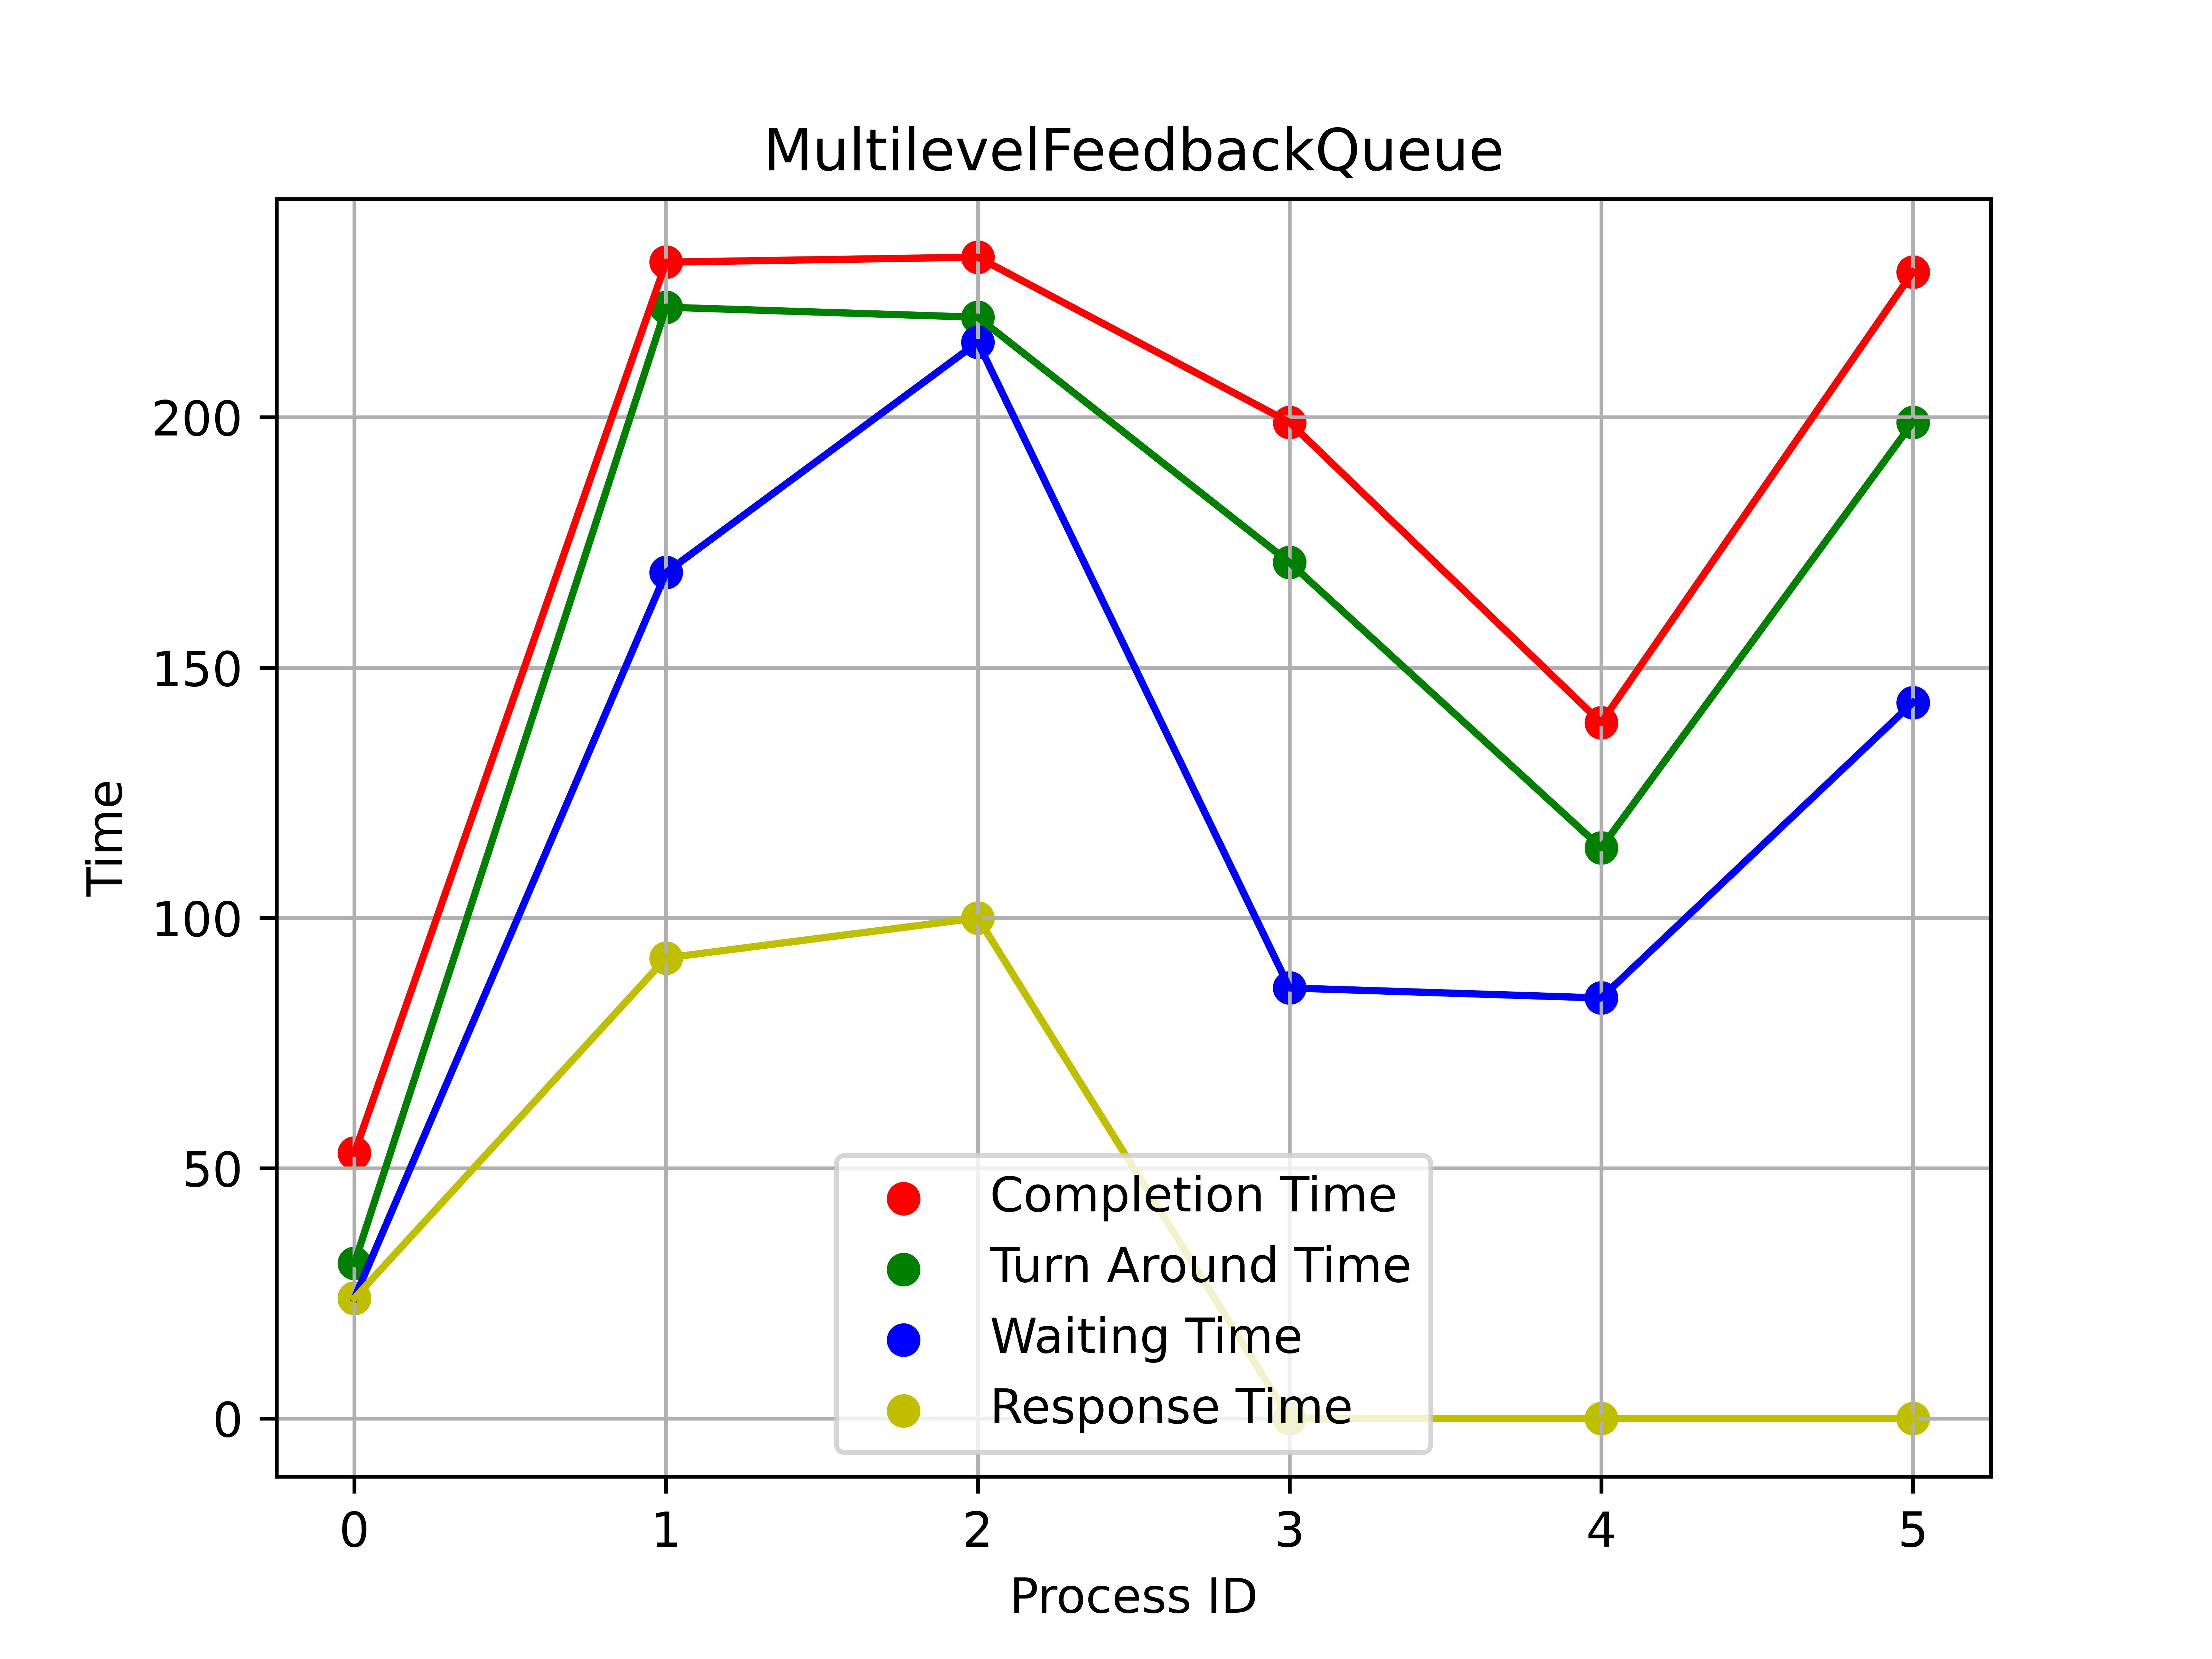 MultilevelFeedbackQueue
200
150
100
50
0
Time
Completion Time
Turn Around Time
Waiting Time
Response Time
0 1 2 3 4 5
Process ID